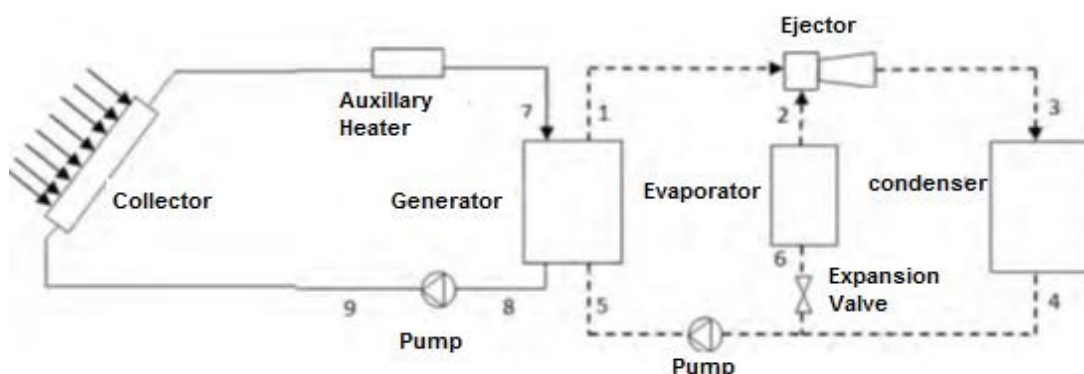 Ejector
Auxillary
Heater
7
1
2
3
Collector
Generator
Evaporator
condenser
6
Expansion
Valve
9
8
5
4
Pump
Pump